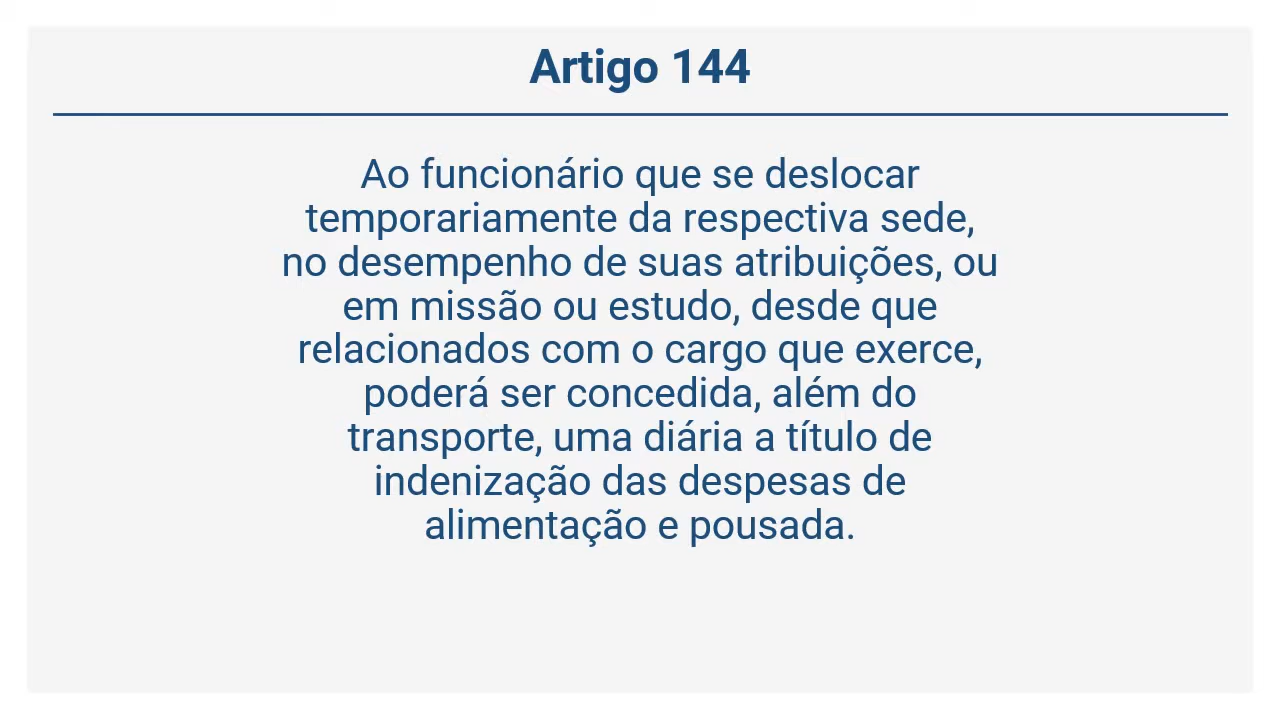 Artigo 144
Ao funcionário que se deslocar
temporariamente da respectiva sede,
no desempenho de suas atribuições, ou
em missão ou estudo, desde que
relacionados com o cargo que exerce,
poderá ser concedida, além do
transporte, uma diária a título de
indenização das despesas de
alimentação e pousada.